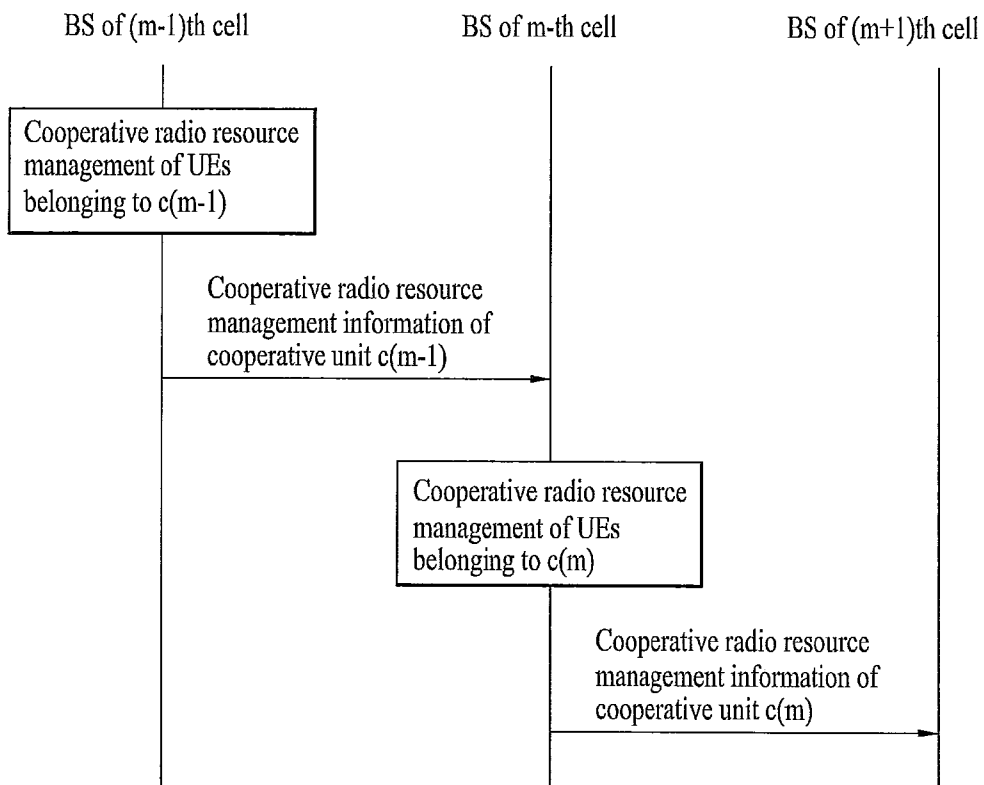 BS of (m-1)th cell
BS of m-th cell
BS of (m+1)th cell
Cooperative radio resource
management of UEs
belonging to c(m-1)
Cooperative radio resource
management information of
cooperative unit c(m-1)
Cooperative radio resource
management of UEs
belonging to c(m)
Cooperative radio resource
management information of
cooperative unit c(m)